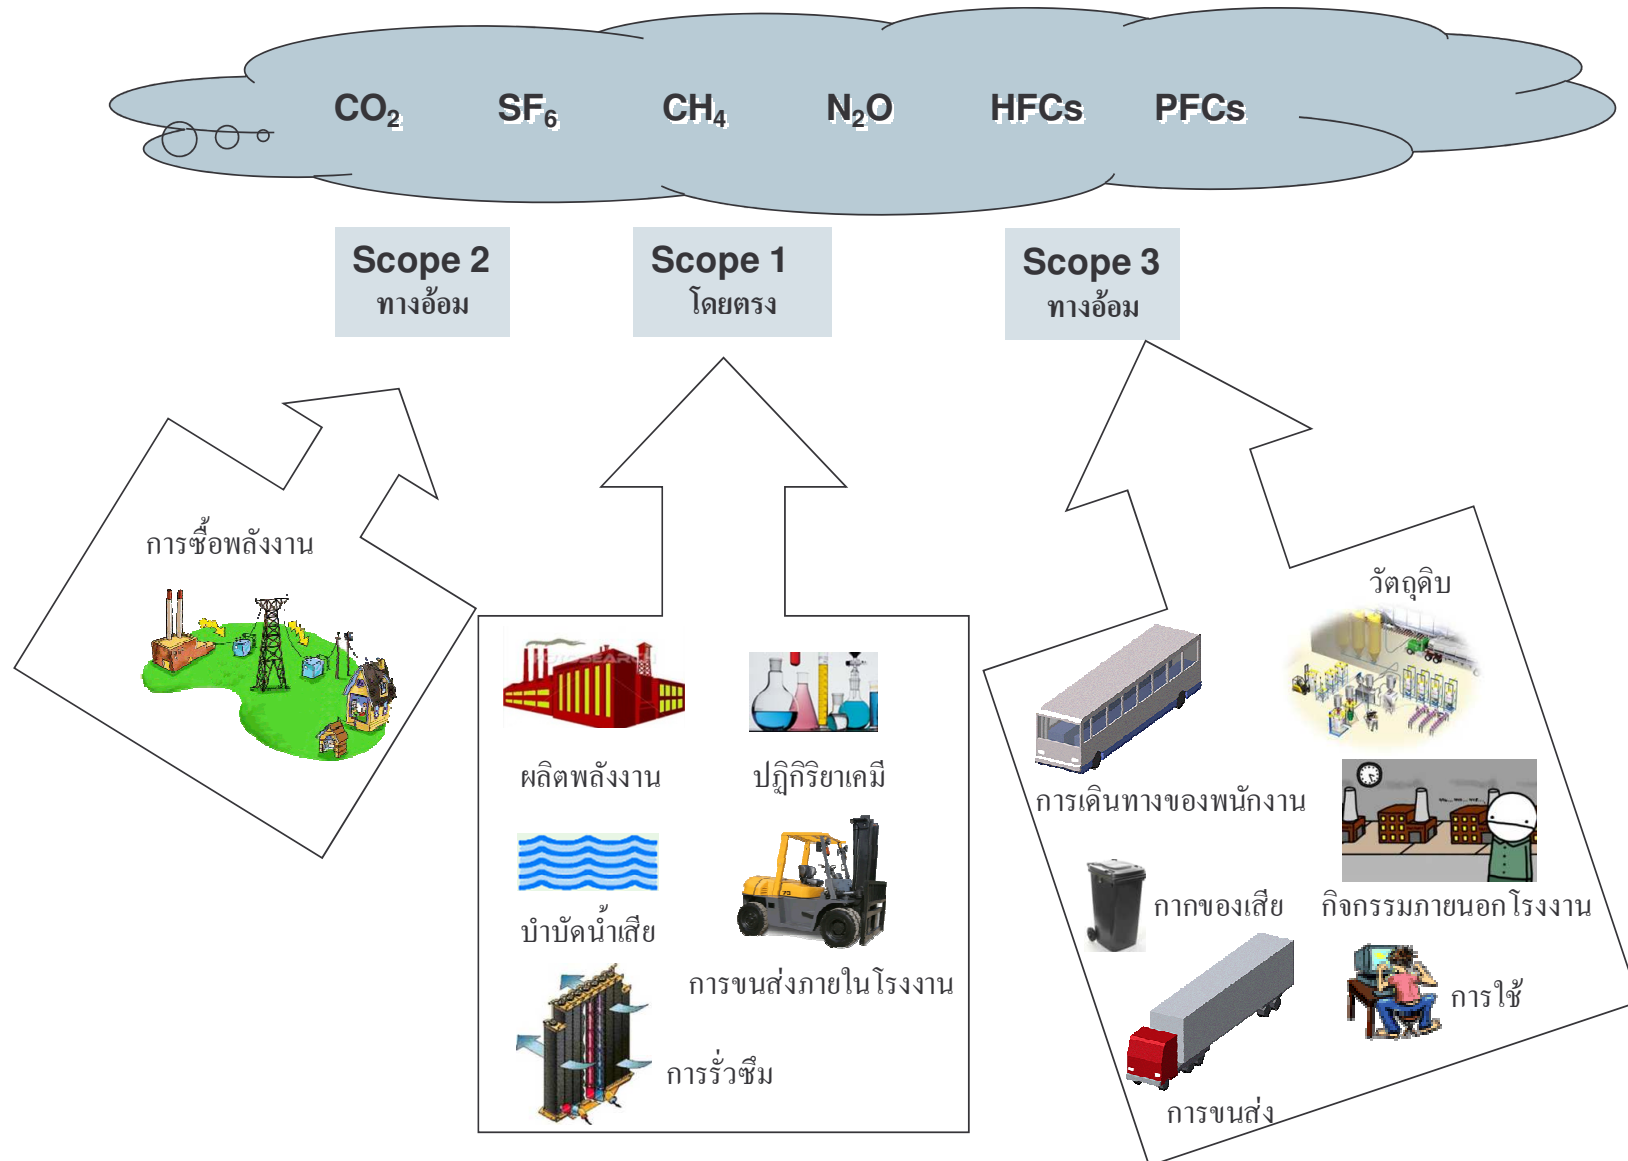 CO2 SF6 CH4 N2O HFCs PFCs
Scope 2
ทางอ้อม
Scope 1
โดยตรง
Scope 3
ทางอ้อม
การซื้อพลังงาน
ผลิตพลังงาน
ปฏิกิริยาเคมี
บำบัดน้ำเสีย
การขนส่งภายในโรงงาน
การรั่วซึม
วัตถุดิบ
การเดินทางของพนักงาน
กากของเสีย
กิจกรรมภายนอกโรงงาน
การใช้
การขนส่ง